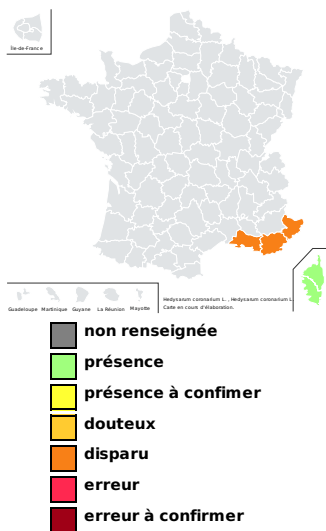 Île-de-France
Guadeloupe Martinique Guyane La Réunion Mayotte
Hedysarum coronarium L. , Hedysarum coronarium L.
Carte en cours d'élaboration.
non renseignée
présence
présence à confimer
douteux
disparu
erreur
erreur à confirmer